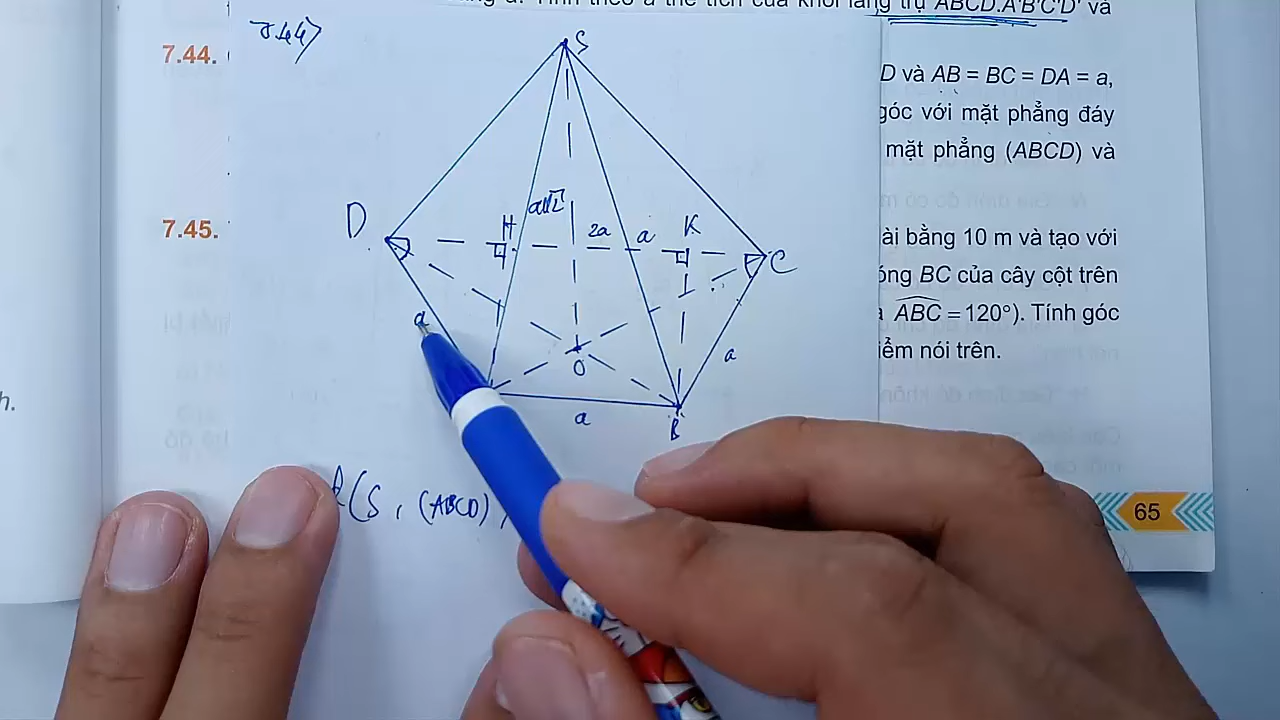 ABCD.A'B'C'D' và
7.44)
7.44.
D và AB = BC = DA = a,
góc với mặt phẳng đáy
mặt phẳng (ABCD) và
7.45.
ài bằng 10 m và tạo với
óng BC của cây cột trên
ABC = 120°). Tính góc
iểm nói trên.
S
D
H
2a
a
K
C
a
O
a
a
B
(S, (ABCD)
h.
65